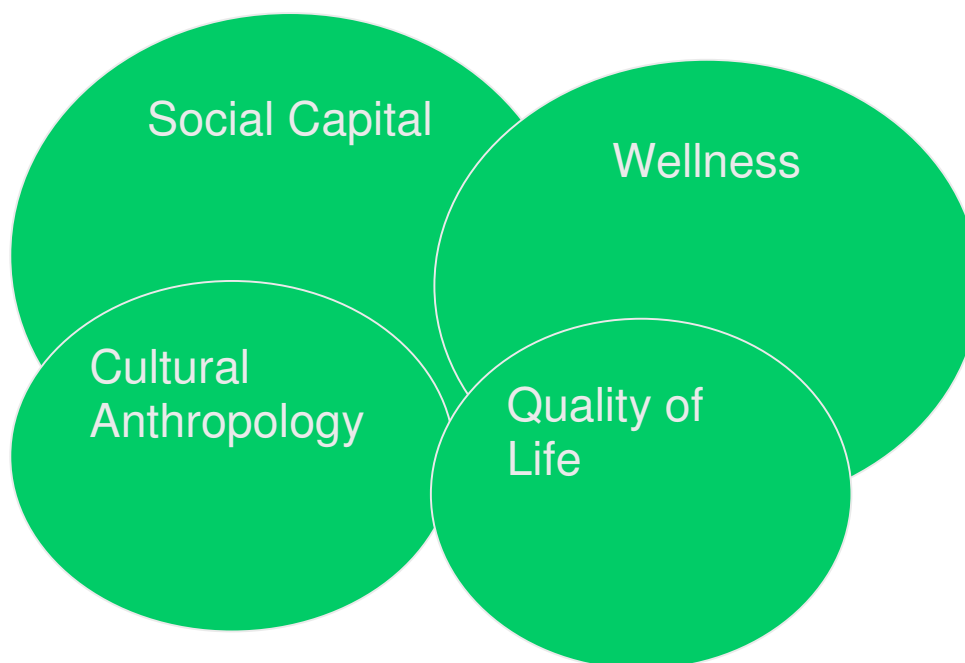 Social Capital
Wellness
Cultural
Anthropology
Quality of
Life